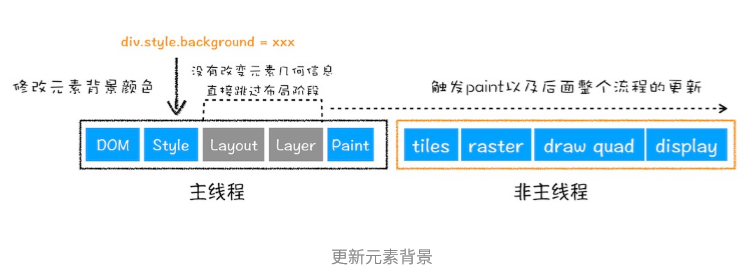 div.style.background = xxx
修改元素背景颜色
没有改变元素几何信息
直接跳过布局阶段
触发paint以及后面整个流程的更新
DOM Style Layout Layer Paint
tiles raster draw quad display
主线程
非主线程
更新元素背景